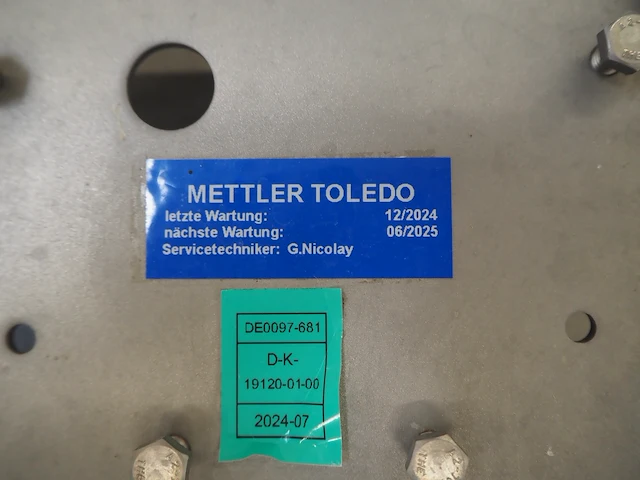 METTLER TOLEDO
letzte Wartung: 12/2024
nächste Wartung: 06/2025
Servicetechniker: G.Nicolay
DE0097-681
D-K-
19120-01-00
2024-07